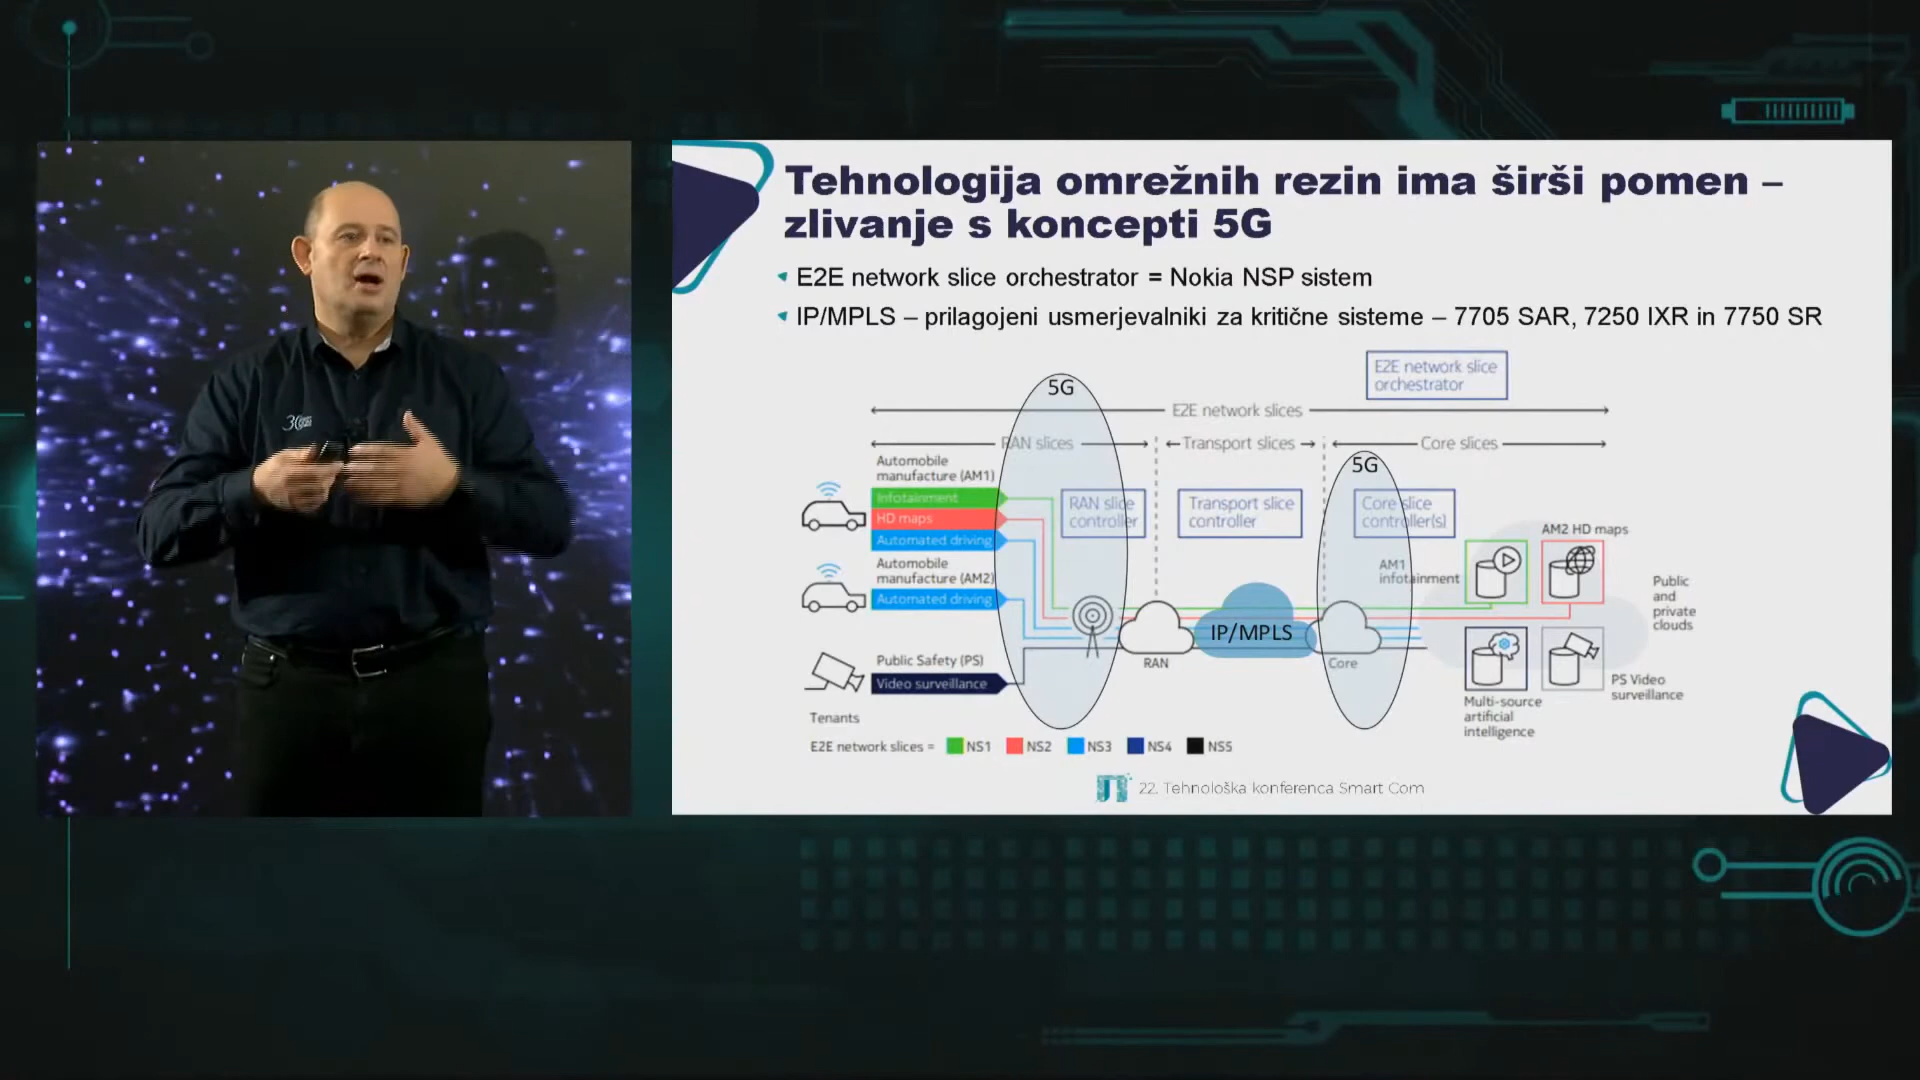 Tehnologija omrežnih rezin ima širši pomen –
zlivanje s koncepti 5G
E2E network slice orchestrator = Nokia NSP sistem
IP/MPLS – prilagojeni usmerjevalniki za kritične sisteme – 7705 SAR, 7250 IXR in 7750 SR
E2E network slice
orchestrator
5G
E2E network slices
RAN slices
Transport slices
Core slices
5G
Automobile
manufacture (AM1)
Infotainment
HD maps
Automated driving
RAN slice
controller
Transport slice
controller
Core slice
controller(s)
AM2 HD maps
Automobile
manufacture (AM2)
Automated driving
AM1
infotainment
Public
and
private
clouds
IP/MPLS
RAN
Core
Public Safety (PS)
Video surveillance
PS Video
surveillance
Multi-source
artificial
intelligence
Tenants
E2E network slices =
NS1
NS2
NS3
NS4
NS5
22. Tehnološka konferenca Smart Com